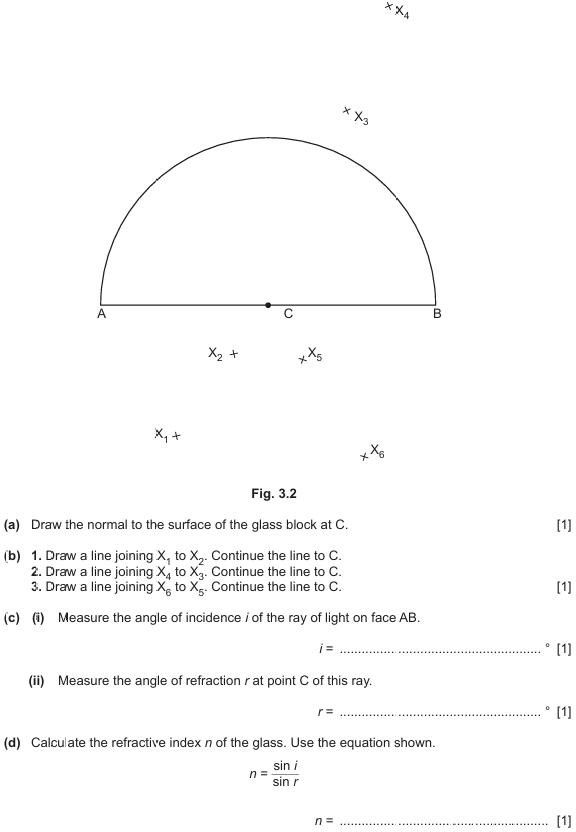 X4
X3
A C B
X2 X5
X1
X6
Fig. 3.2
(a) Draw the normal to the surface of the glass block at C. [1]
(b) 1. Draw a line joining X1 to X2. Continue the line to C.
2. Draw a line joining X4 to X3. Continue the line to C.
3. Draw a line joining X6 to X5. Continue the line to C. [1]
(c) (i) Measure the angle of incidence i of the ray of light on face AB.
i = ........................................................ ° [1]
(ii) Measure the angle of refraction r at point C of this ray.
r = ........................................................ ° [1]
(d) Calculate the refractive index n of the glass. Use the equation shown.
n = sin i
sin r
n = ................................................................ [1]